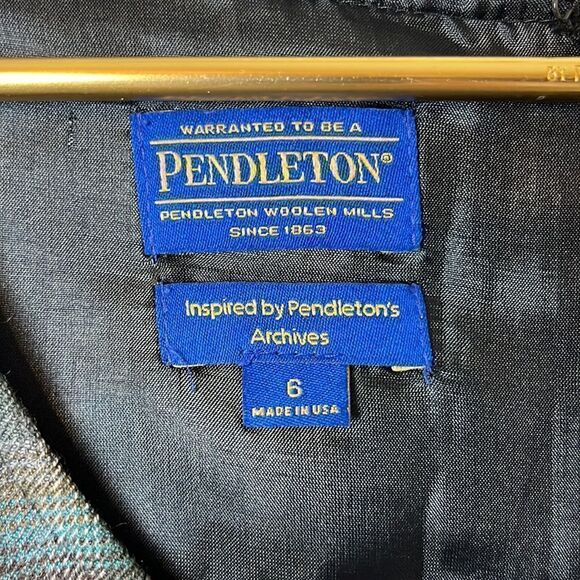 WARRANTED TO BE A
PENDLETON®
PENDLETON WOOLEN MILLS
SINCE 1863
Inspired by Pendleton's
Archives
6
MADE IN USA